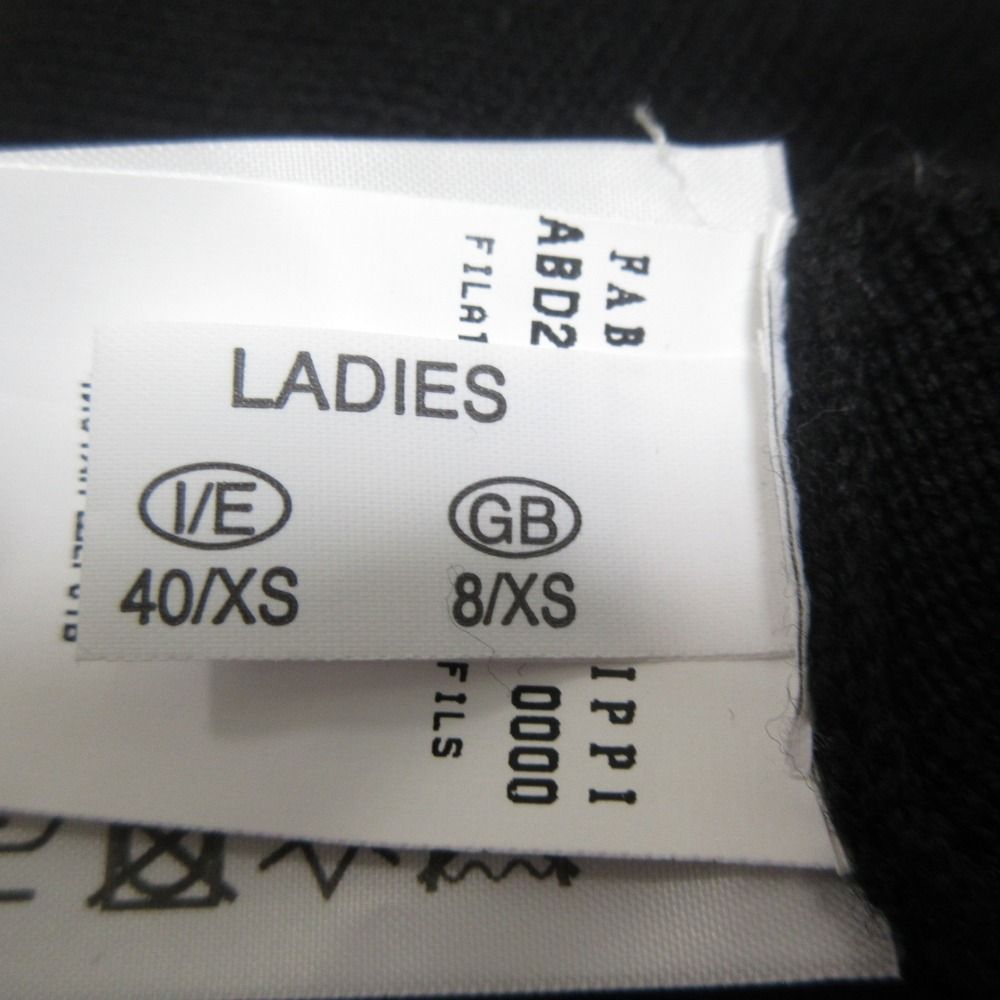 LADIES
I/E GB
40/XS 8/XS
FAB
ABD2
IPPI
0000
FILS